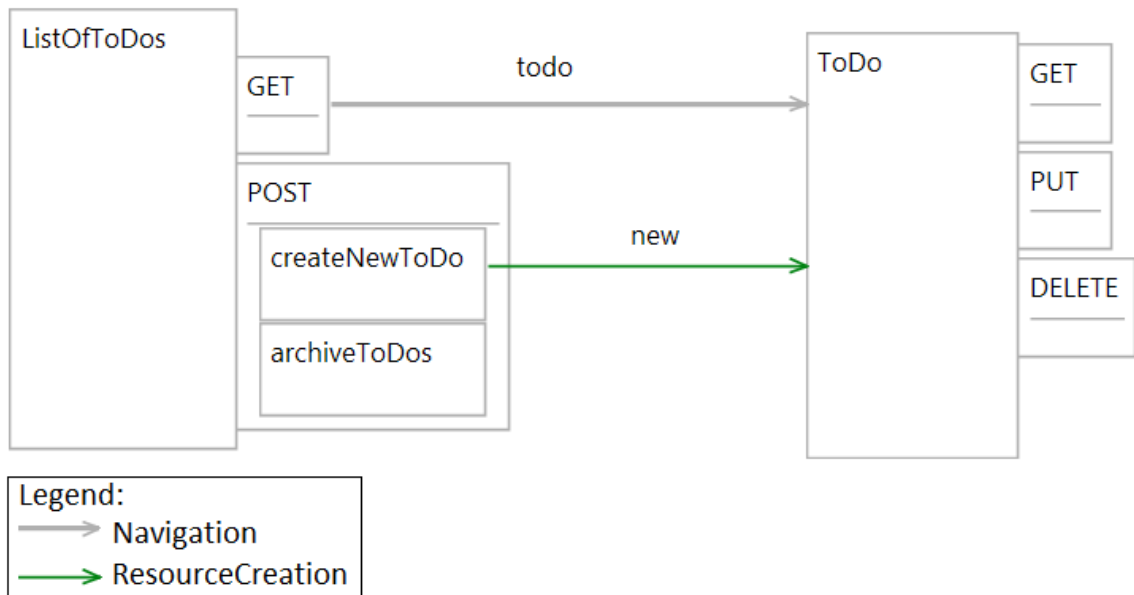 ListOfToDos
GET
POST
createNewToDo
archiveToDos
todo
new
ToDo
GET
PUT
DELETE
Legend:
Navigation
ResourceCreation